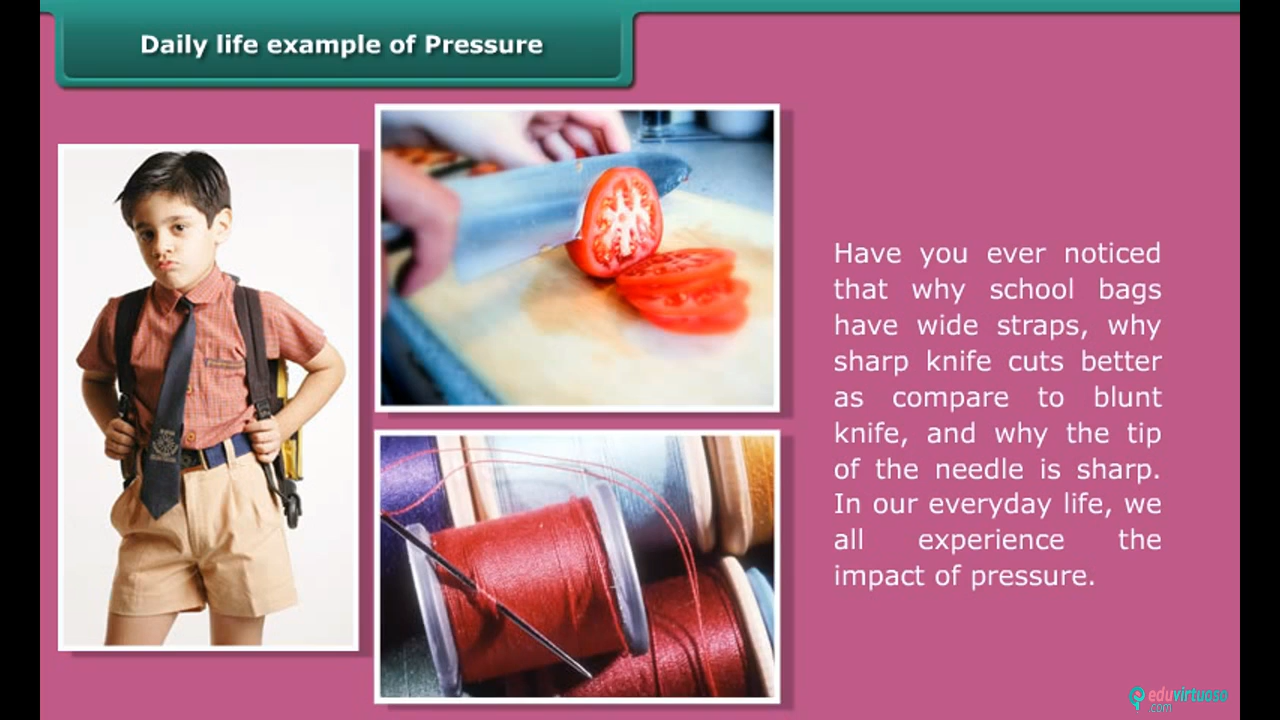 Daily life example of Pressure
Have you ever noticed
that why school bags
have wide straps, why
sharp knife cuts better
as compare to blunt
knife, and why the tip
of the needle is sharp.
In our everyday life, we
all experience the
impact of pressure.
eduvirtuoso
.com